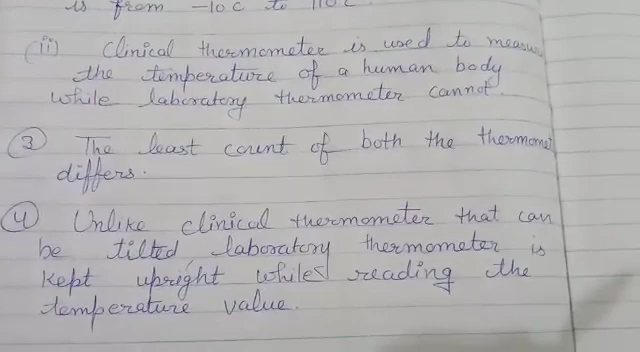 is from -10 C to 110 C
(ii) Clinical thermometer is used to measu
the temperature of a human body
while laboratory thermometer cannot.
(3) The least count of both the thermome
differs.
(4) Unlike clinical thermometer that can
be tilted, laboratory thermometer is
kept upright while reading the
temperature value.